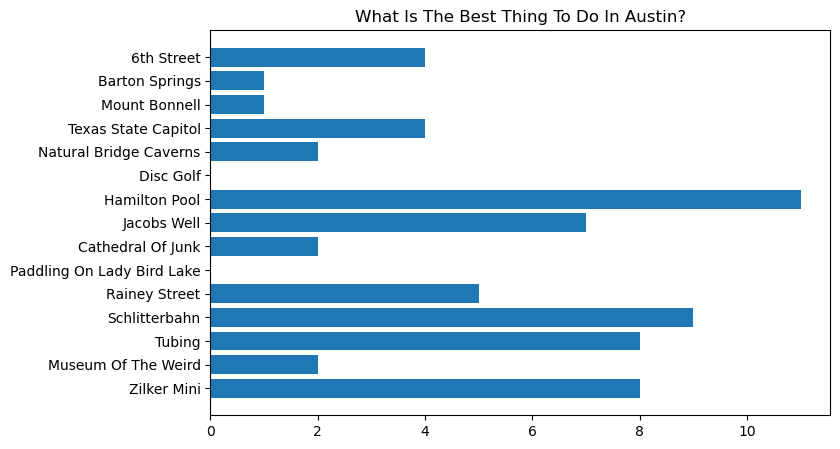 What Is The Best Thing To Do In Austin?
6th Street
Barton Springs
Mount Bonnell
Texas State Capitol
Natural Bridge Caverns
Disc Golf
Hamilton Pool
Jacobs Well
Cathedral Of Junk
Paddling On Lady Bird Lake
Rainey Street
Schlitterbahn
Tubing
Museum Of The Weird
Zilker Mini
0 2 4 6 8 10